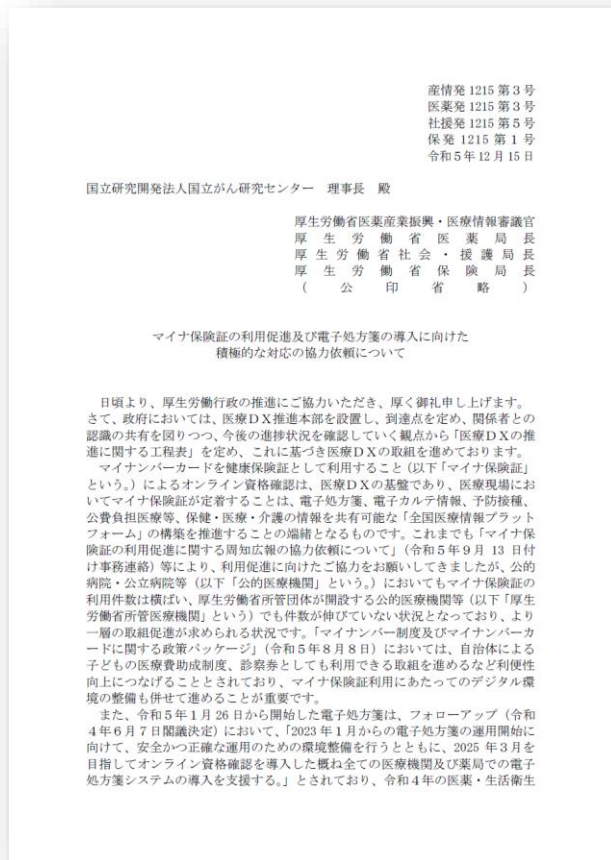 産情発 1215 第 3 号
医薬発 1215 第 3 号
社援発 1215 第 5 号
保発 1215 第 1 号
令和 5 年 12 月 15 日
国立研究開発法人国立がん研究センター 理事長 殿
厚生労働省医薬産業振興・医療情報審議官
厚生労働省医薬局長
厚生労働省社会・援護局長
厚生労働省保険局長
(公印省略)
マイナ保険証の利用促進及び電子処方箋の導入に向けた
積極的な対応の協力依頼について
日頃より、厚生労働行政の推進にご協力いただき、厚く御礼申し上げます。
さて、政府においては、医療DX推進本部を設置し、到達点を定め、関係者との
認識の共有を図りつつ、今後の進捗状況を確認していく観点から「医療DXの推
進に関する工程表」を定め、これに基づき医療DXの取組を進めております。
マイナンバーカードを健康保険証として利用すること(以下「マイナ保険証」
という。)によるオンライン資格確認は、医療DXの基盤であり、医療現場にお
いてマイナ保険証が定着することは、電子処方箋、電子カルテ情報、予防接種、
公費負担医療等、保健・医療・介護の情報を共有可能な「全国医療情報プラット
フォーム」の構築を推進することの端緒となるものです。これまでも「マイナ保
険証の利用促進に関する周知広報の協力依頼について」(令和5年9月 13 日付
け事務連絡)等により、利用促進に向けたご協力をお願いしてきましたが、公的
病院・公立病院等(以下「公的医療機関」という。)においてもマイナ保険証の
利用件数は横ばい、厚生労働省所管団体が開設する公的医療機関等(以下「厚生
労働省所管医療機関」という)でも件数が伸びていない状況となっており、より
一層の取組促進が求められる状況です。「マイナンバー制度及びマイナンバーカ
ードに関する政策パッケージ」(令和5年8月8日)においては、自治体による
子どもの医療費助成制度、診察券としても利用できる取組を進めるなど利便性
向上につなげることとされており、マイナ保険証利用にあたってのデジタル環
境の整備も併せて進めることが重要です。
また、令和5年1月 26 日から開始した電子処方箋は、フォローアップ(令和
4年6月7日閣議決定)において、「2023 年1月からの電子処方箋の運用開始に
向けて、安全かつ正確な運用のための環境整備を行うとともに、2025 年3月を
目指してオンライン資格確認を導入した概ね全ての医療機関及び薬局での電子
処方箋システムの導入を支援する。」とされており、令和4年の医薬・生活衛生